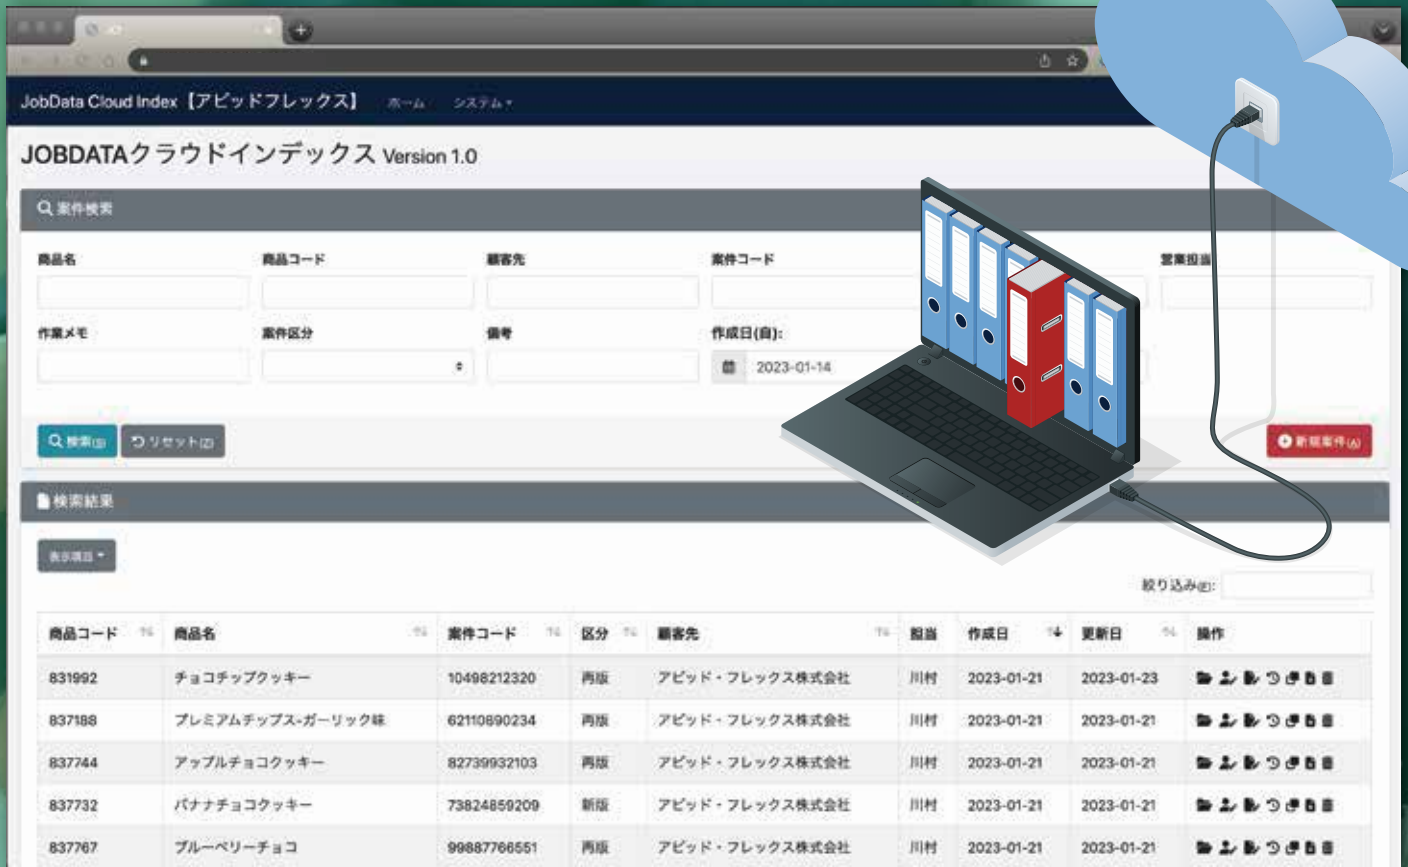 JobData Cloud Index【アピッドフレックス】 ホーム システム
JOBDATAクラウドインデックス Version 1.0
案件検索
商品名 商品コード 顧客先 案件コード 営業担当
作業メモ 案件区分 備考 作成日(自):
2023-01-14
検索(S) リセット(Z) 新規案件(A)
検索結果
表示項目
絞り込み(E):
商品コード 商品名 案件コード 区分 顧客先 担当 作成日 更新日 操作
831992 チョコチップクッキー 10498212320 再版 アピッド・フレックス株式会社 川村 2023-01-21 2023-01-23
837188 プレミアムチップス-ガーリック味 62110890234 再版 アピッド・フレックス株式会社 川村 2023-01-21 2023-01-21
837744 アップルチョコクッキー 82739932103 再版 アピッド・フレックス株式会社 川村 2023-01-21 2023-01-21
837732 バナナチョコクッキー 73824859209 新版 アピッド・フレックス株式会社 川村 2023-01-21 2023-01-21
837767 ブルーベリーチョコ 99887766551 再版 アピッド・フレックス株式会社 川村 2023-01-21 2023-01-21